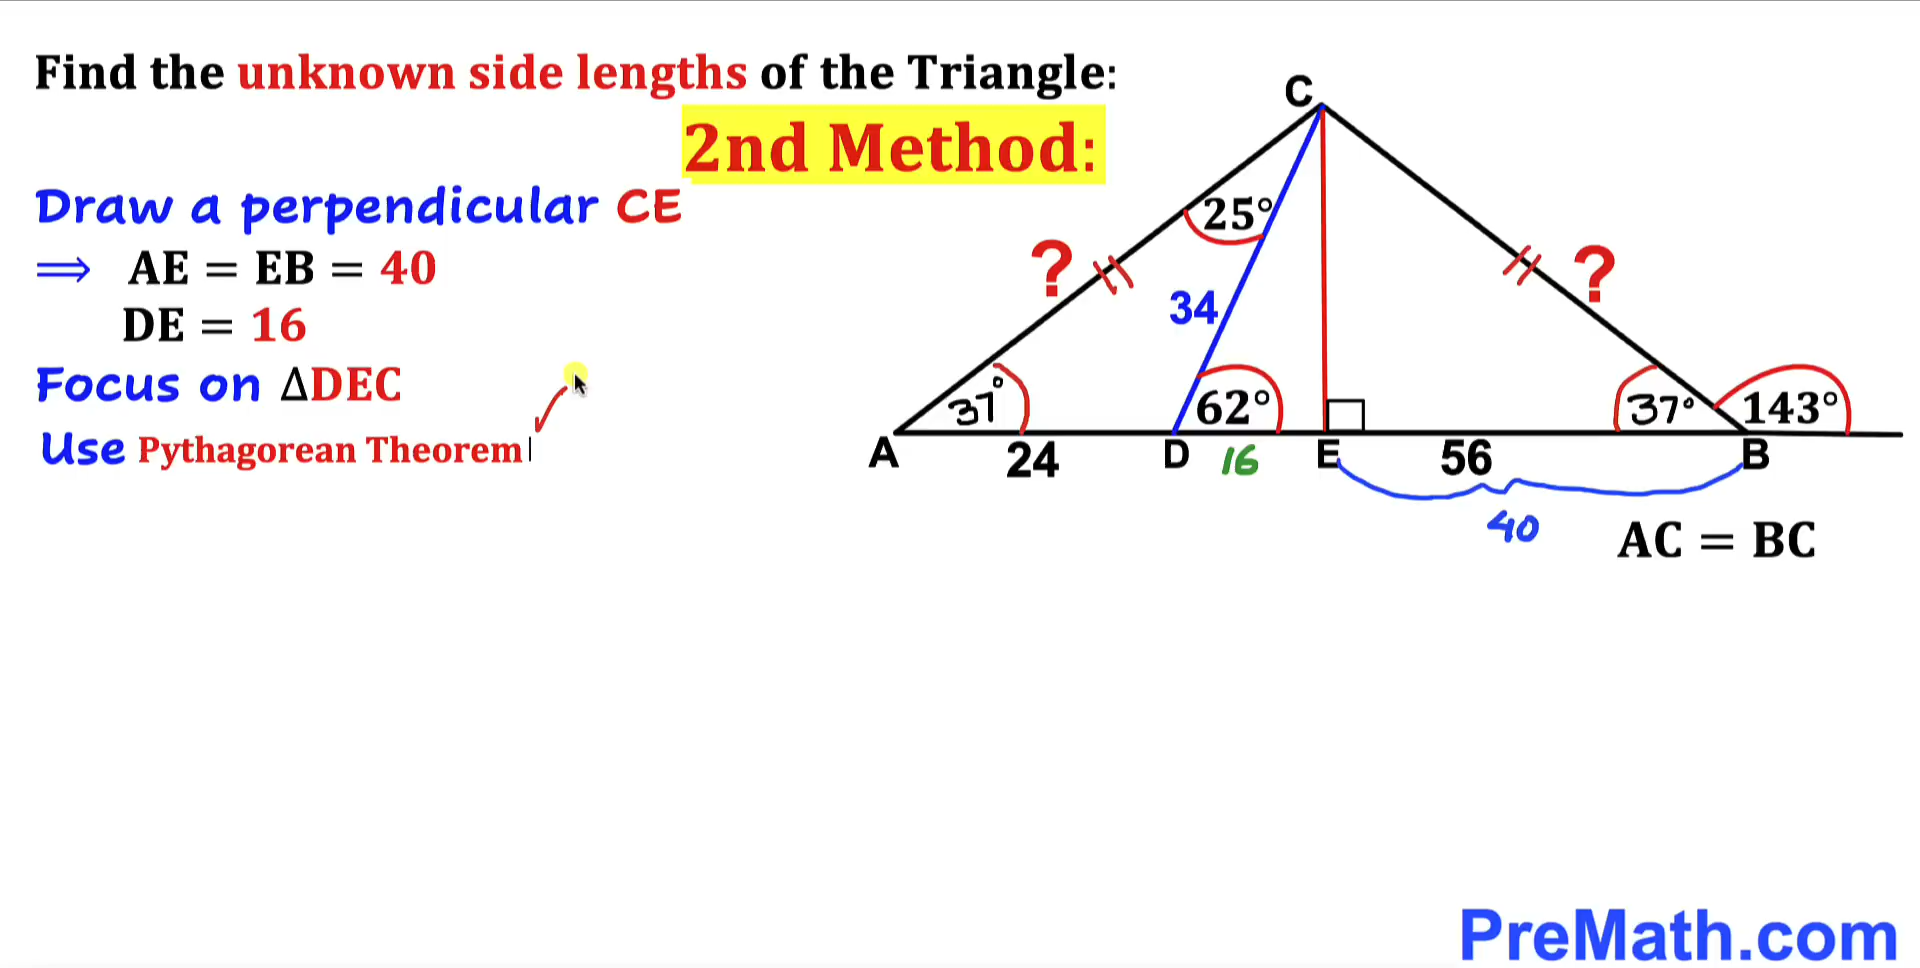 Find the unknown side lengths of the Triangle:
2nd Method:
Draw a perpendicular CE
⟹ AE = EB = 40
DE = 16
Focus on ΔDEC
Use Pythagorean Theorem
C
25°
?
?
34
37°
62°
37°
143°
A
24
D
16
E
56
B
40
AC = BC
PreMath.com